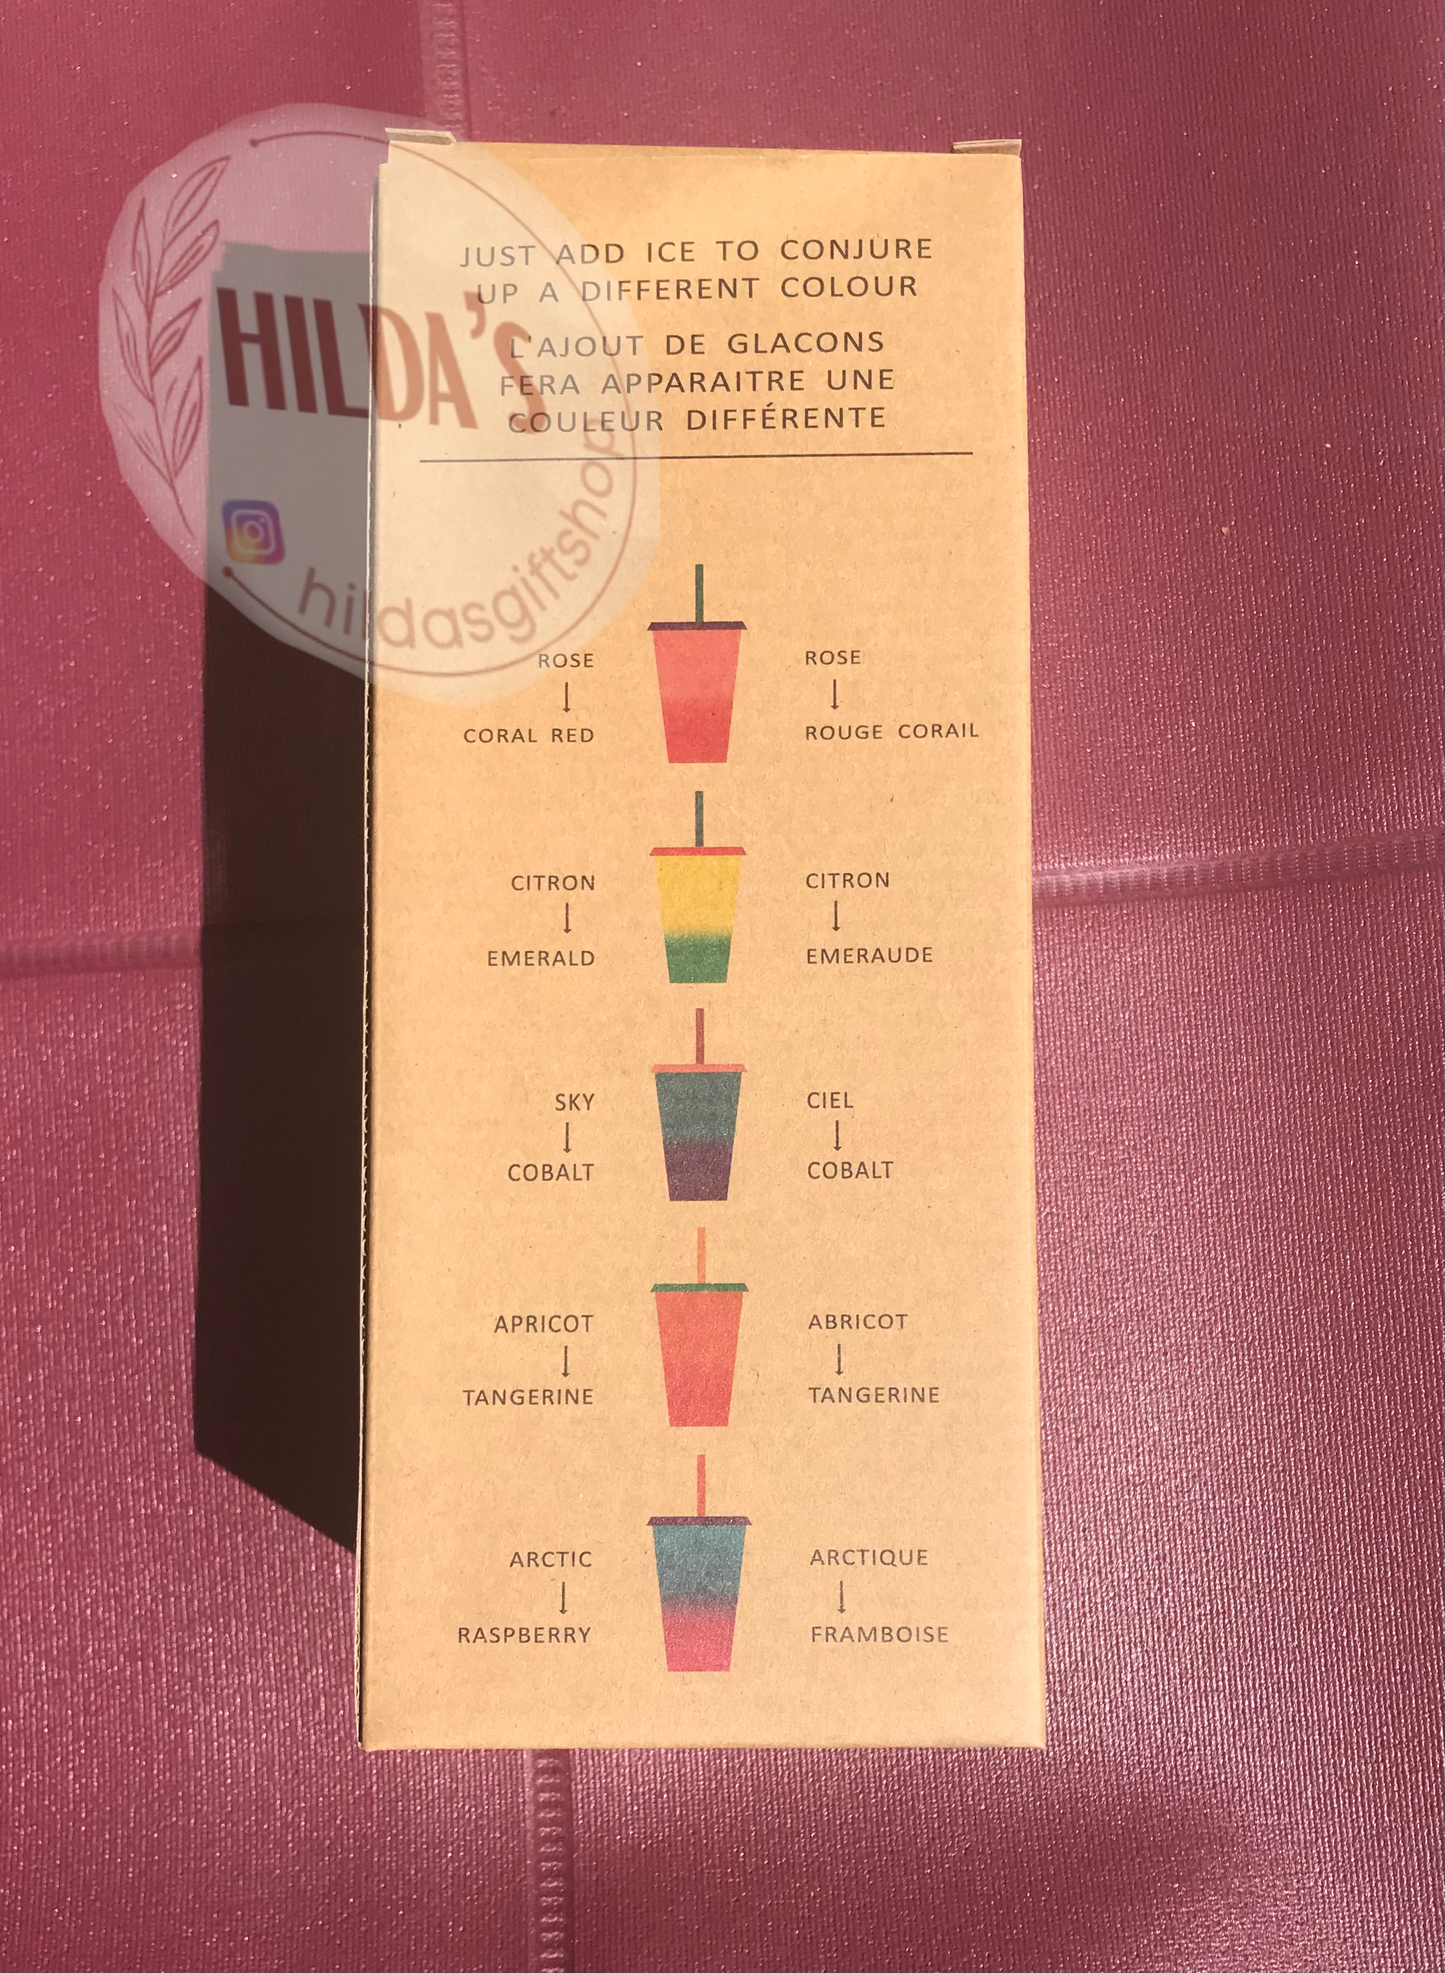 JUST ADD ICE TO CONJURE
UP A DIFFERENT COLOUR
L'AJOUT DE GLACONS
FERA APPARAITRE UNE
COULEUR DIFFÉRENTE
HILDA'S
hildasgiftshop
ROSE
CORAL RED
ROSE
ROUGE CORAIL
CITRON
EMERALD
CITRON
EMERAUDE
SKY
COBALT
CIEL
COBALT
APRICOT
TANGERINE
ABRICOT
TANGERINE
ARCTIC
RASPBERRY
ARCTIQUE
FRAMBOISE